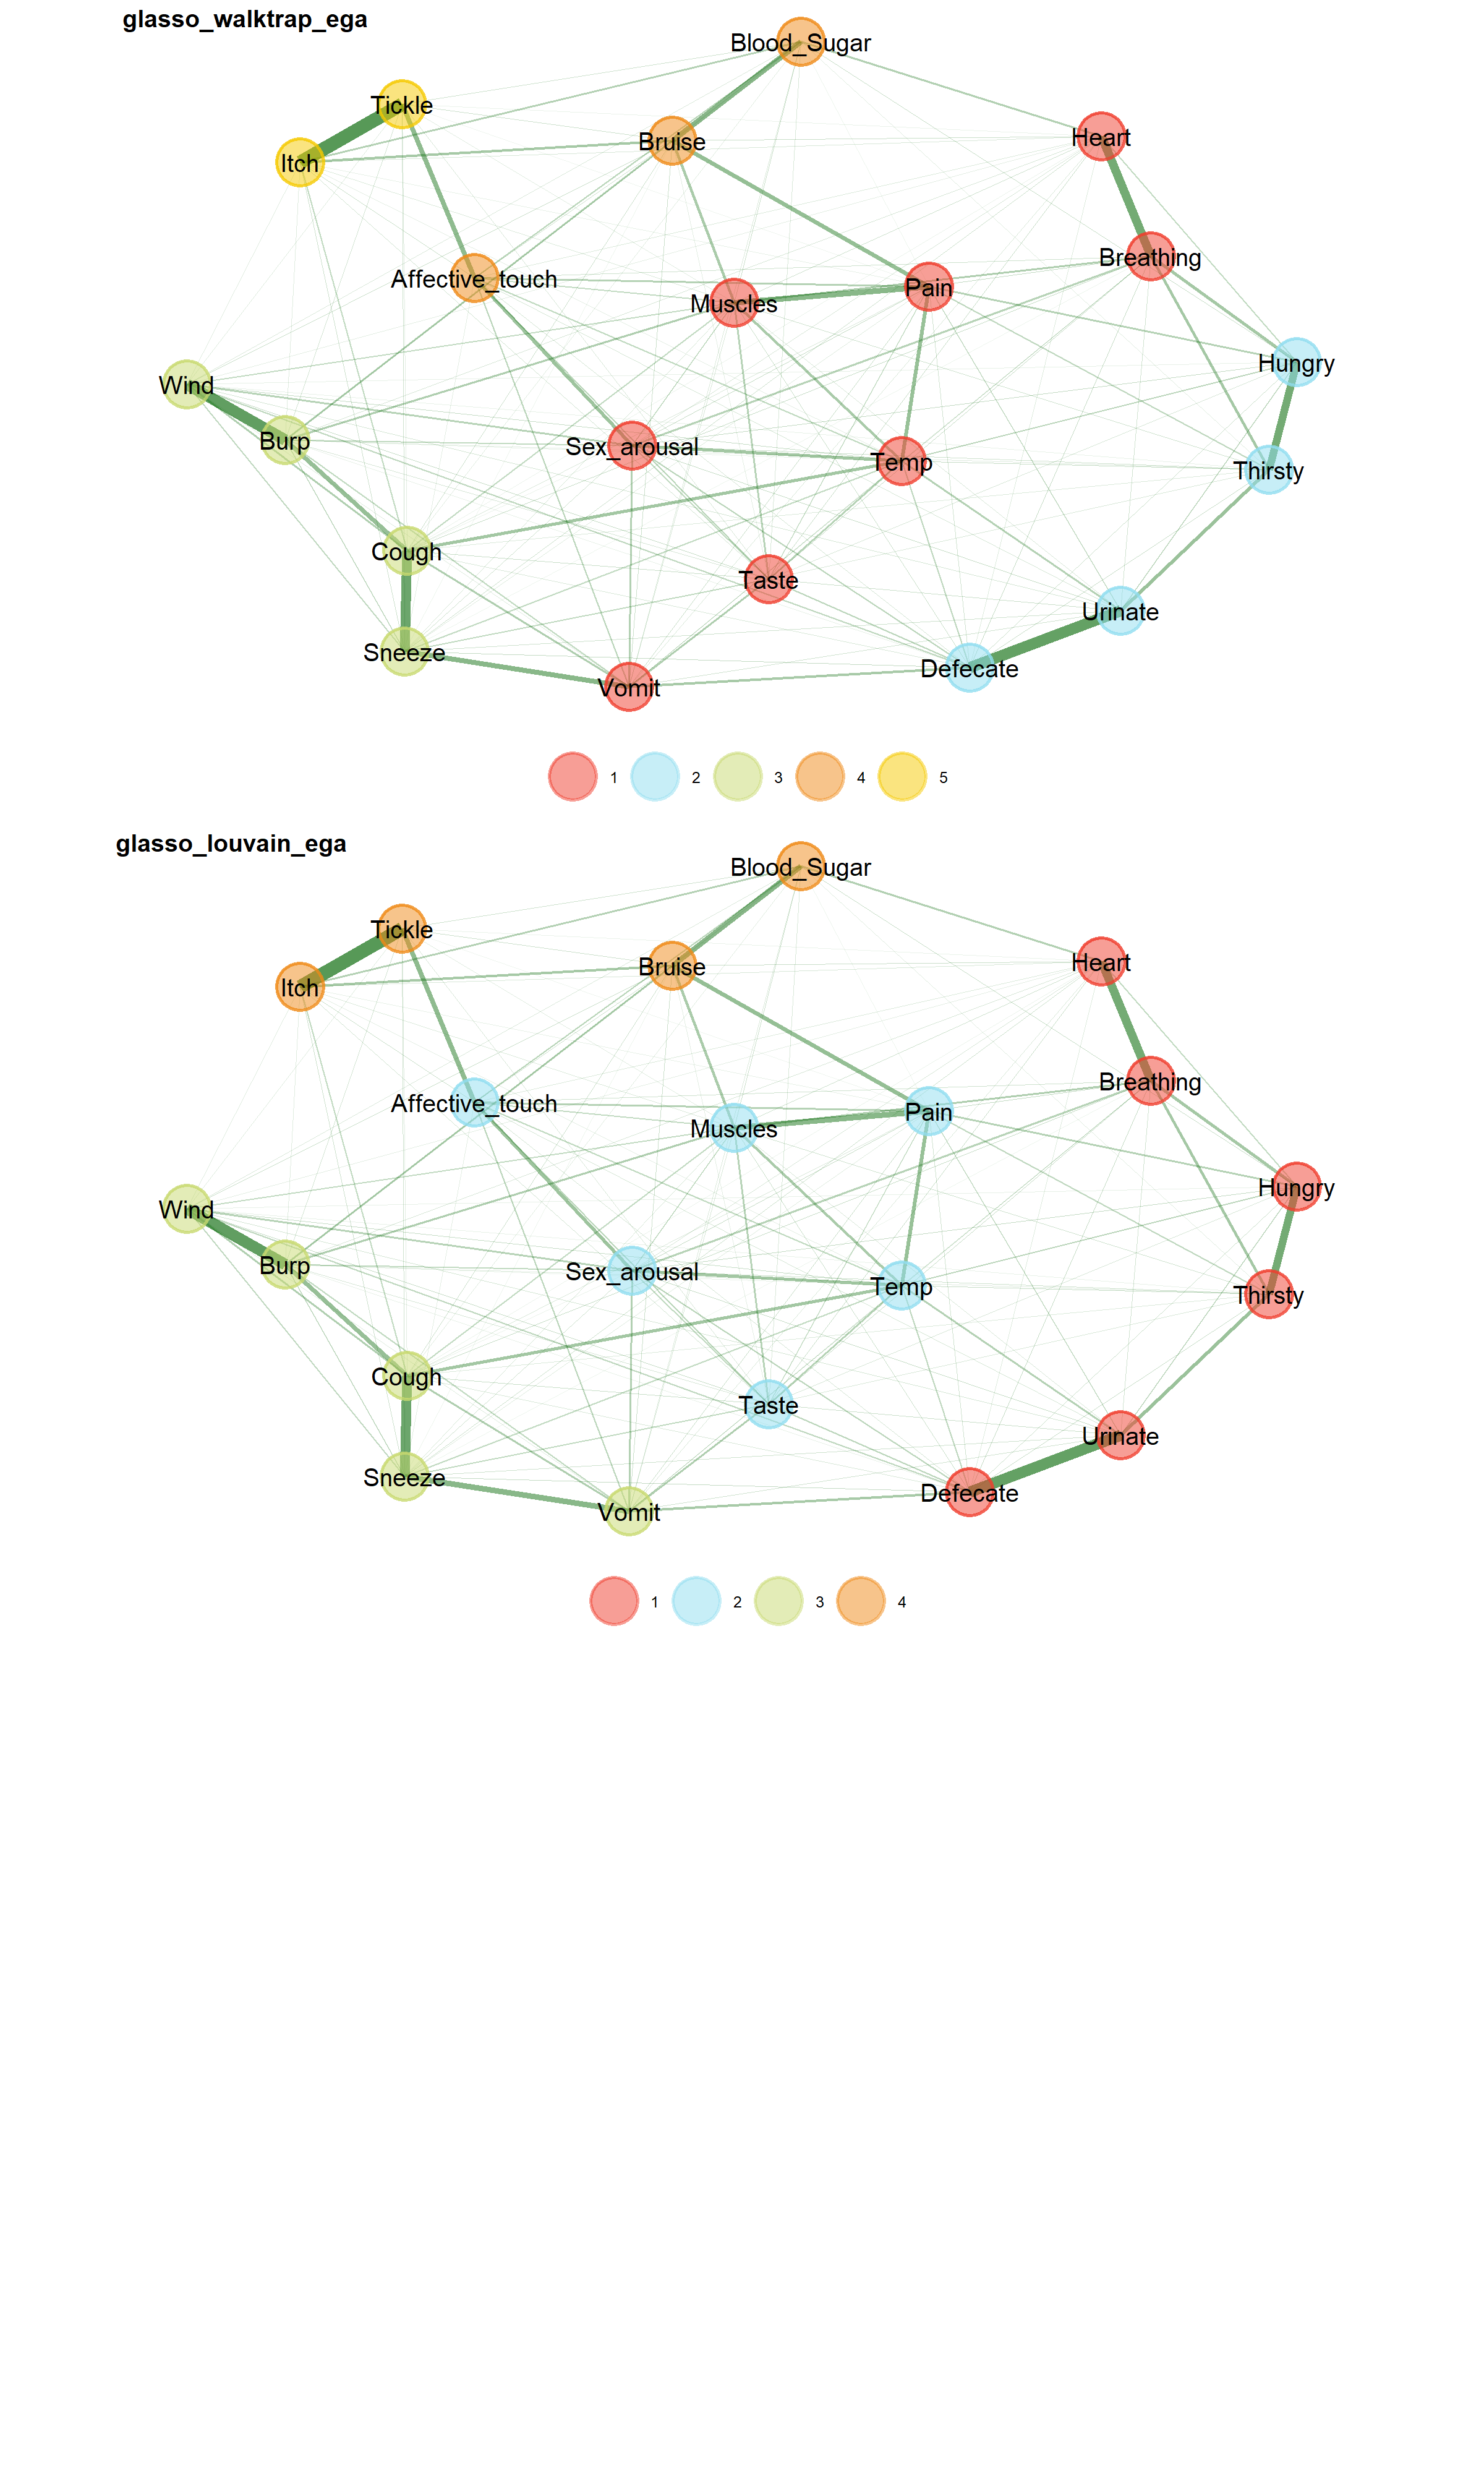 glasso_walktrap_ega
Blood_Sugar
Tickle
Bruise
Heart
Itch
Breathing
Affective_touch
Muscles
Pain
Hungry
Wind
Burp
Sex_arousal
Temp
Thirsty
Cough
Taste
Urinate
Sneeze
Defecate
Vomit
1 2 3 4 5
glasso_louvain_ega
Blood_Sugar
Tickle
Bruise
Heart
Itch
Breathing
Affective_touch
Muscles
Pain
Hungry
Wind
Burp
Sex_arousal
Temp
Thirsty
Cough
Taste
Urinate
Sneeze
Defecate
Vomit
1 2 3 4